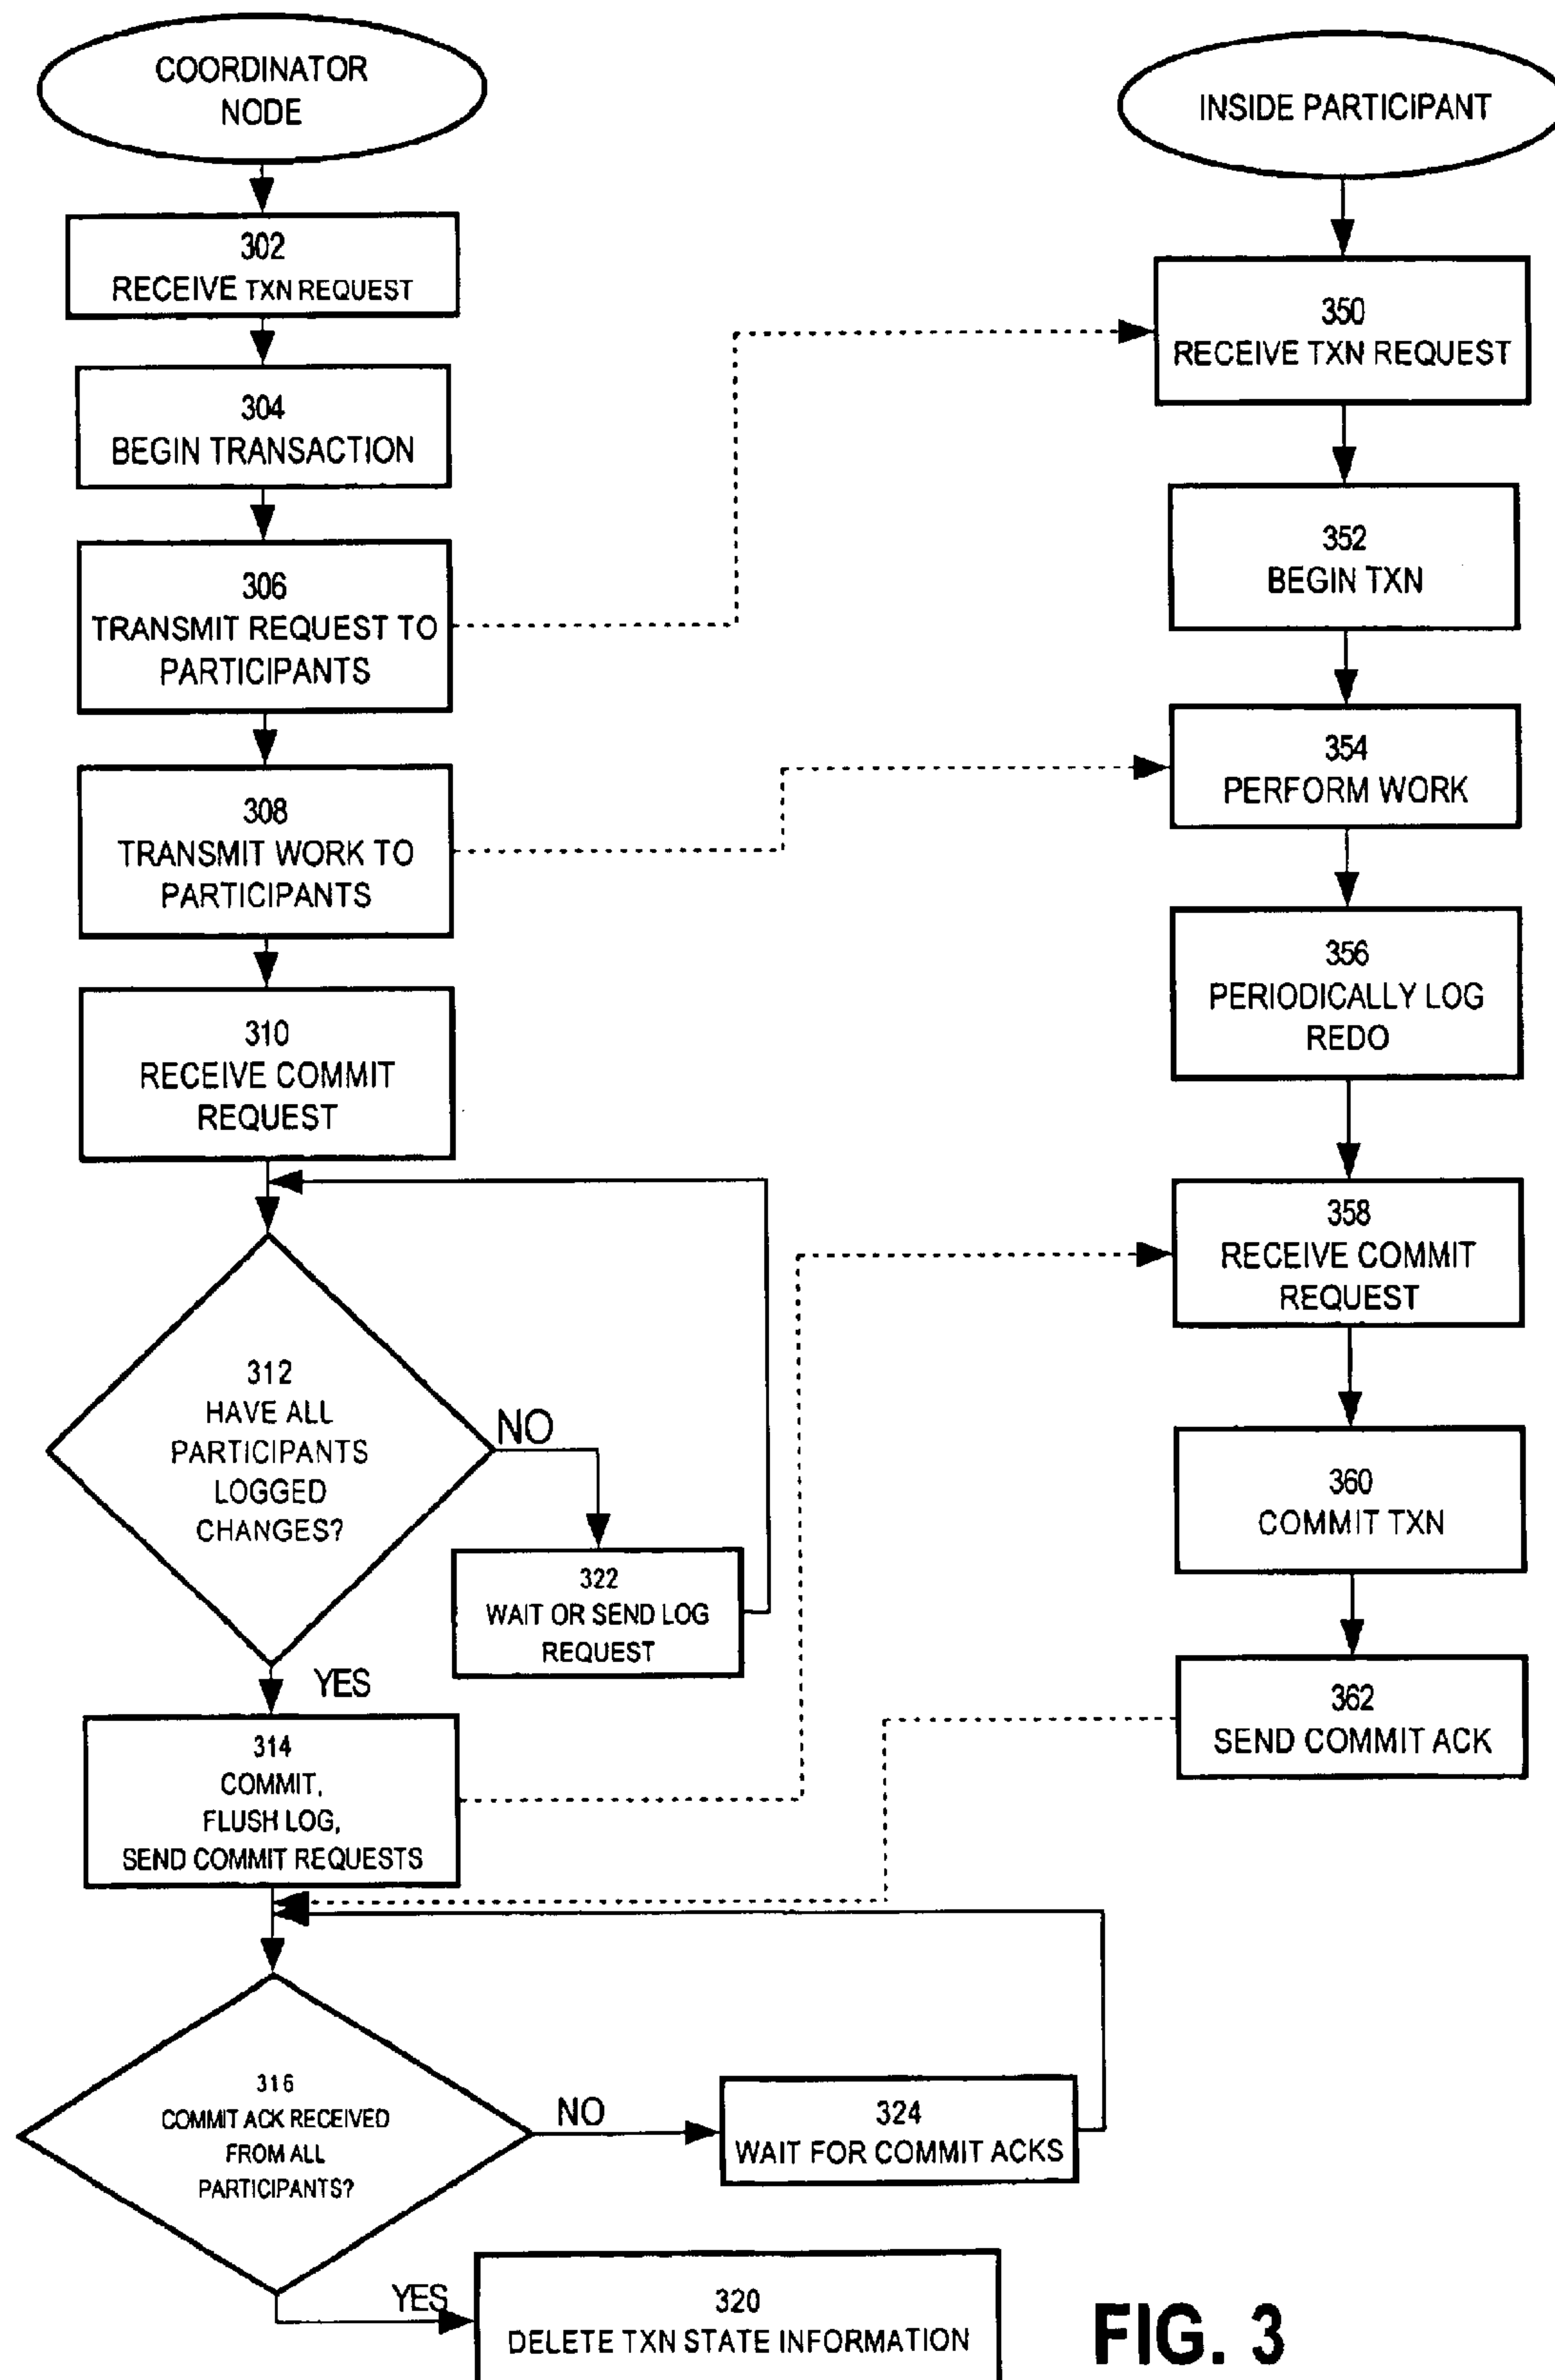 COORDINATOR
NODE
302
RECEIVE TXN REQUEST
304
BEGIN TRANSACTION
306
TRANSMIT REQUEST TO
PARTICIPANTS
308
TRANSMIT WORK TO
PARTICIPANTS
310
RECEIVE COMMIT
REQUEST
312
HAVE ALL
PARTICIPANTS
LOGGED
CHANGES?
NO
322
WAIT OR SEND LOG
REQUEST
YES
314
COMMIT,
FLUSH LOG,
SEND COMMIT REQUESTS
316
COMMIT ACK RECEIVED
FROM ALL
PARTICIPANTS?
NO
324
WAIT FOR COMMIT ACKS
YES
320
DELETE TXN STATE INFORMATION
INSIDE PARTICIPANT
350
RECEIVE TXN REQUEST
352
BEGIN TXN
354
PERFORM WORK
356
PERIODICALLY LOG
REDO
358
RECEIVE COMMIT
REQUEST
360
COMMIT TXN
362
SEND COMMIT ACK
FIG. 3